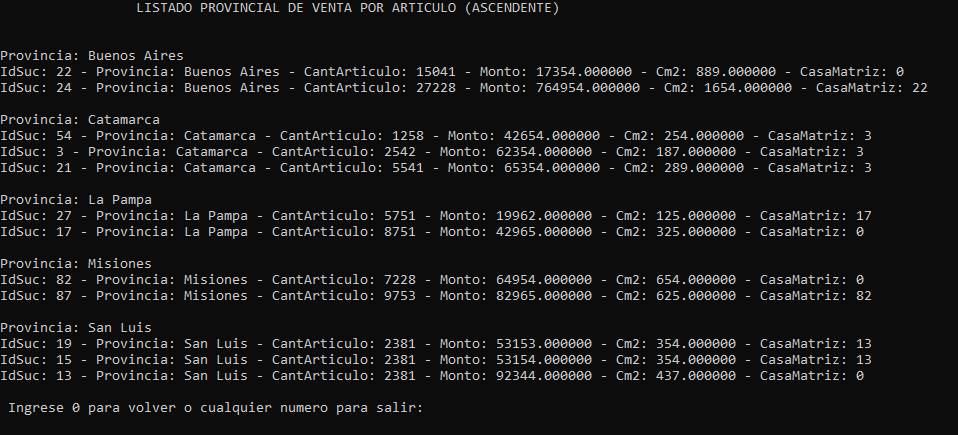 LISTADO PROVINCIAL DE VENTA POR ARTICULO (ASCENDENTE)
Provincia: Buenos Aires
IdSuc: 22 - Provincia: Buenos Aires - CantArticulo: 15041 - Monto: 17354.000000 - Cm2: 889.000000 - CasaMatriz: 0
IdSuc: 24 - Provincia: Buenos Aires - CantArticulo: 27228 - Monto: 764954.000000 - Cm2: 1654.000000 - CasaMatriz: 22
Provincia: Catamarca
IdSuc: 54 - Provincia: Catamarca - CantArticulo: 1258 - Monto: 42654.000000 - Cm2: 254.000000 - CasaMatriz: 3
IdSuc: 3 - Provincia: Catamarca - CantArticulo: 2542 - Monto: 62354.000000 - Cm2: 187.000000 - CasaMatriz: 3
IdSuc: 21 - Provincia: Catamarca - CantArticulo: 5541 - Monto: 65354.000000 - Cm2: 289.000000 - CasaMatriz: 3
Provincia: La Pampa
IdSuc: 27 - Provincia: La Pampa - CantArticulo: 5751 - Monto: 19962.000000 - Cm2: 125.000000 - CasaMatriz: 17
IdSuc: 17 - Provincia: La Pampa - CantArticulo: 8751 - Monto: 42965.000000 - Cm2: 325.000000 - CasaMatriz: 0
Provincia: Misiones
IdSuc: 82 - Provincia: Misiones - CantArticulo: 7228 - Monto: 64954.000000 - Cm2: 654.000000 - CasaMatriz: 0
IdSuc: 87 - Provincia: Misiones - CantArticulo: 9753 - Monto: 82965.000000 - Cm2: 625.000000 - CasaMatriz: 82
Provincia: San Luis
IdSuc: 19 - Provincia: San Luis - CantArticulo: 2381 - Monto: 53153.000000 - Cm2: 354.000000 - CasaMatriz: 13
IdSuc: 15 - Provincia: San Luis - CantArticulo: 2381 - Monto: 53154.000000 - Cm2: 354.000000 - CasaMatriz: 13
IdSuc: 13 - Provincia: San Luis - CantArticulo: 2381 - Monto: 92344.000000 - Cm2: 437.000000 - CasaMatriz: 0
Ingrese 0 para volver o cualquier numero para salir: